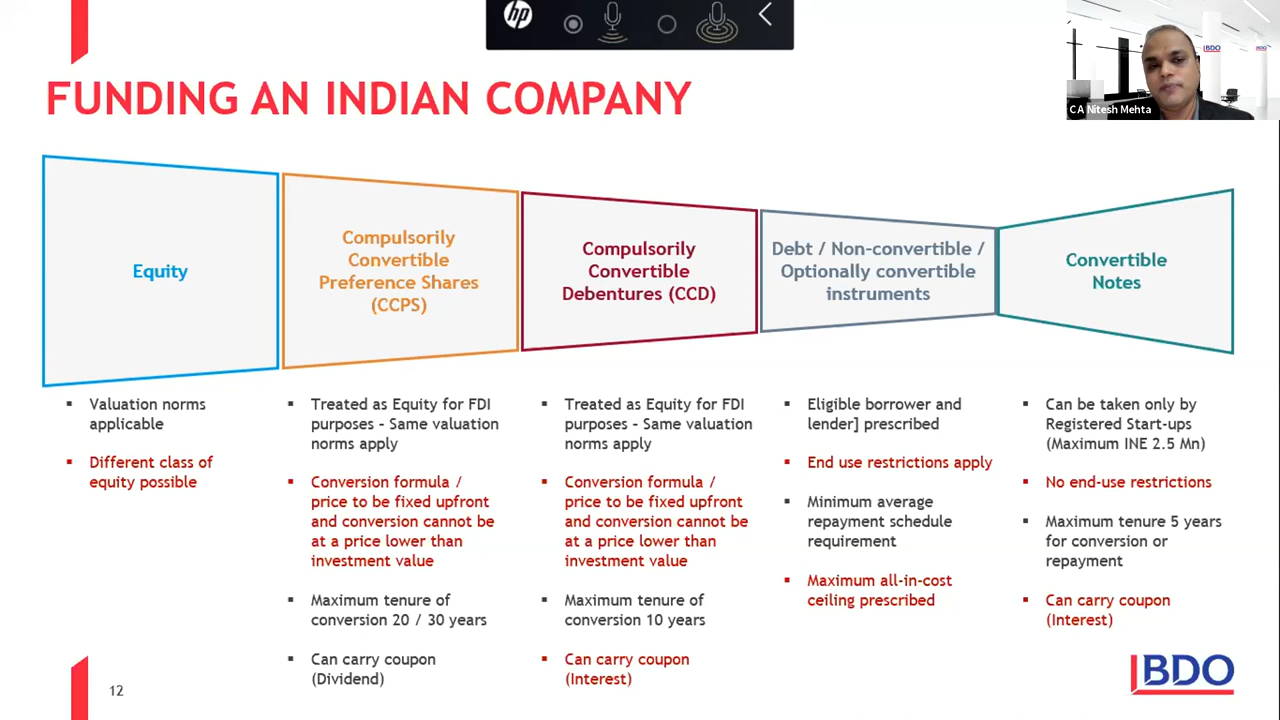 hp
BDO
BDO
CA Nitesh Mehta
FUNDING AN INDIAN COMPANY
Equity
Compulsorily
Convertible
Preference Shares
(CCPS)
Compulsorily
Convertible
Debentures (CCD)
Debt / Non-convertible /
Optionally convertible
instruments
Convertible
Notes
▪ Valuation norms
applicable
▪ Different class of
equity possible
▪ Treated as Equity for FDI
purposes – Same valuation
norms apply
▪ Conversion formula /
price to be fixed upfront
and conversion cannot be
at a price lower than
investment value
▪ Maximum tenure of
conversion 20 / 30 years
▪ Can carry coupon
(Dividend)
▪ Treated as Equity for FDI
purposes – Same valuation
norms apply
▪ Conversion formula /
price to be fixed upfront
and conversion cannot be
at a price lower than
investment value
▪ Maximum tenure of
conversion 10 years
▪ Can carry coupon
(Interest)
▪ Eligible borrower and
lender] prescribed
▪ End use restrictions apply
▪ Minimum average
repayment schedule
requirement
▪ Maximum all-in-cost
ceiling prescribed
▪ Can be taken only by
Registered Start-ups
(Maximum INE 2.5 Mn)
▪ No end-use restrictions
▪ Maximum tenure 5 years
for conversion or
repayment
▪ Can carry coupon
(Interest)
12
BDO